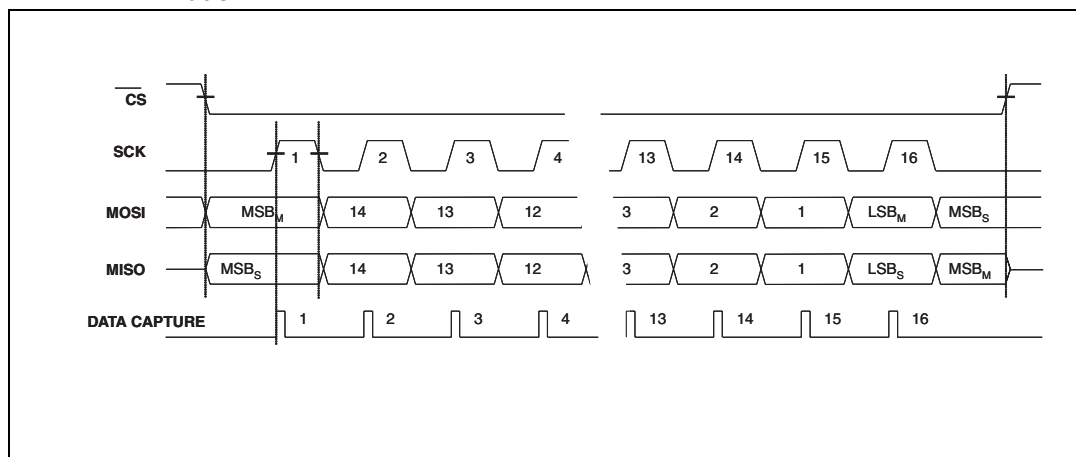 CS
SCK 1 2 3 4 13 14 15 16
MOSI MSBM 14 13 12 3 2 1 LSBM MSBS
MISO MSBS 14 13 12 3 2 1 LSBS MSBM
DATA CAPTURE 1 2 3 4 13 14 15 16